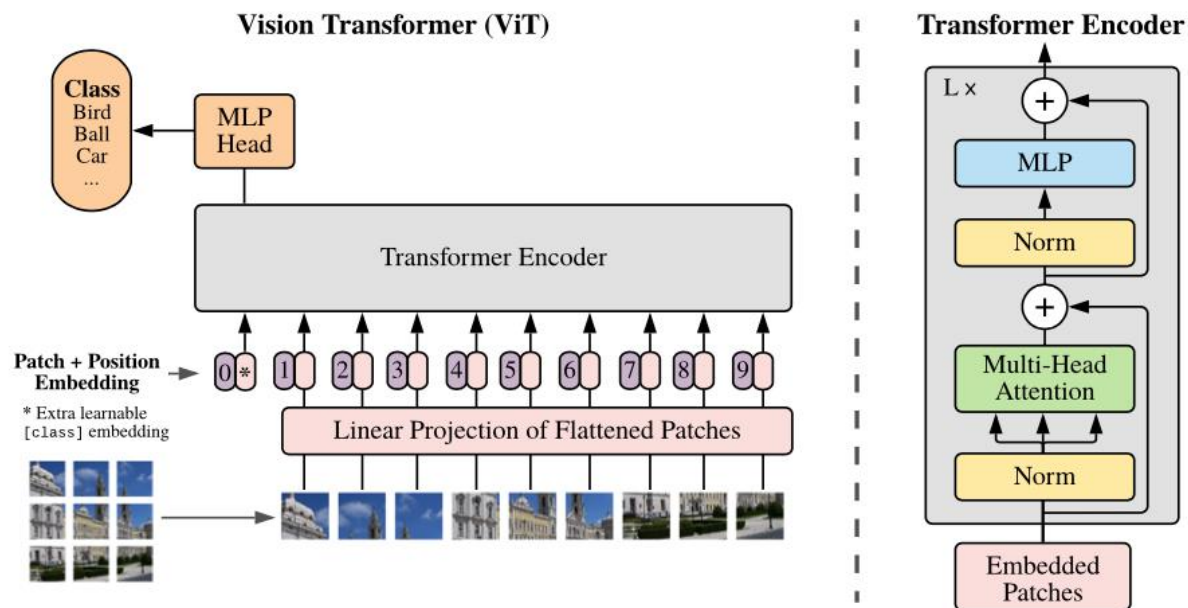 Vision Transformer (ViT)
Class
Bird
Ball
Car
...
MLP
Head
Transformer Encoder
Patch + Position
Embedding
0 * 1 2 3 4 5 6 7 8 9
* Extra learnable
[class] embedding
Linear Projection of Flattened Patches
Transformer Encoder
L ×
+
MLP
Norm
+
Multi-Head
Attention
Norm
Embedded
Patches